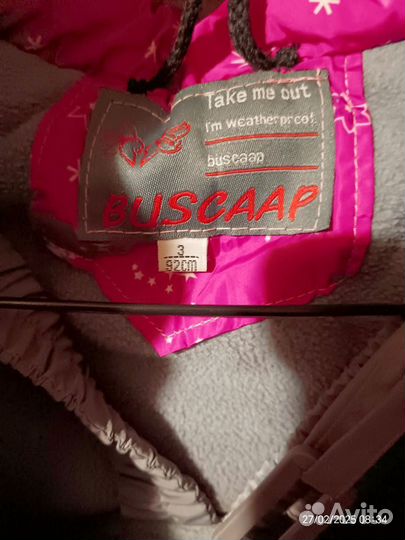 Take me out
I'm weatherproof
buscaap
BUSCAAP
3
92CM
Avito
27/02/2025 08:34